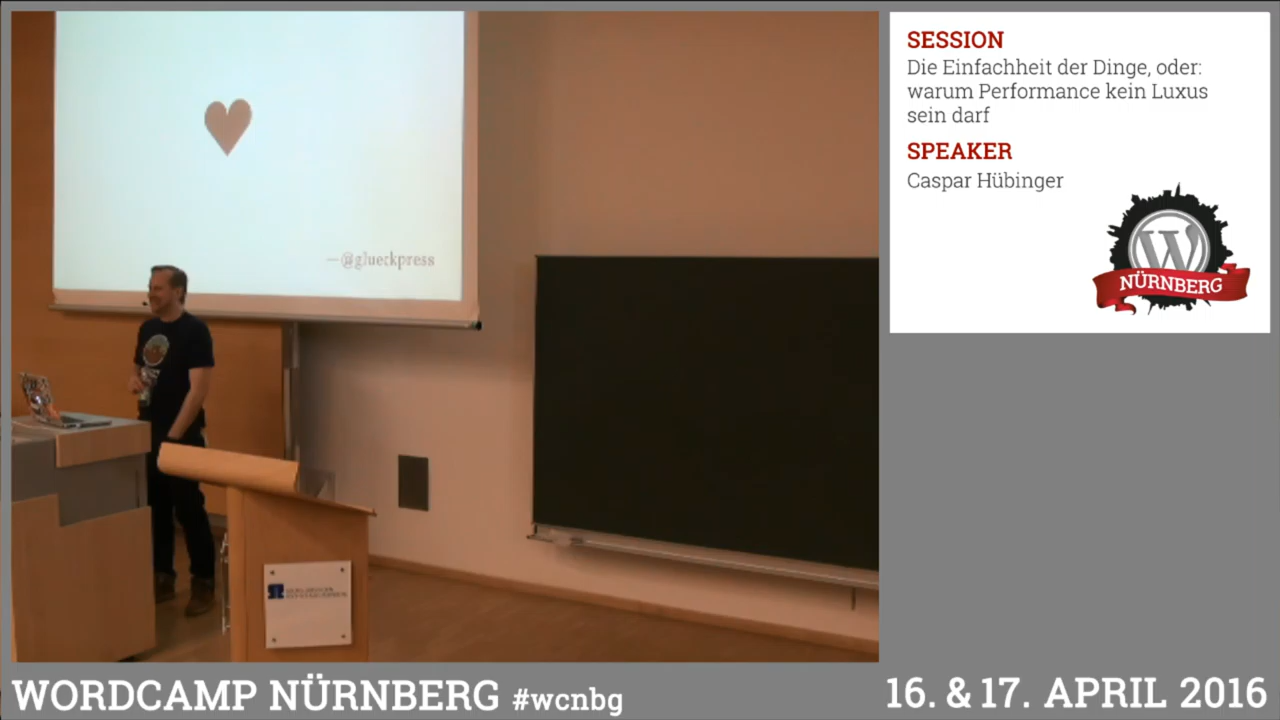 —@glueckpress
SESSION
Die Einfachheit der Dinge, oder:
warum Performance kein Luxus
sein darf
SPEAKER
Caspar Hübinger
NÜRNBERG
WORDCAMP NÜRNBERG #wcnbg
16. & 17. APRIL 2016